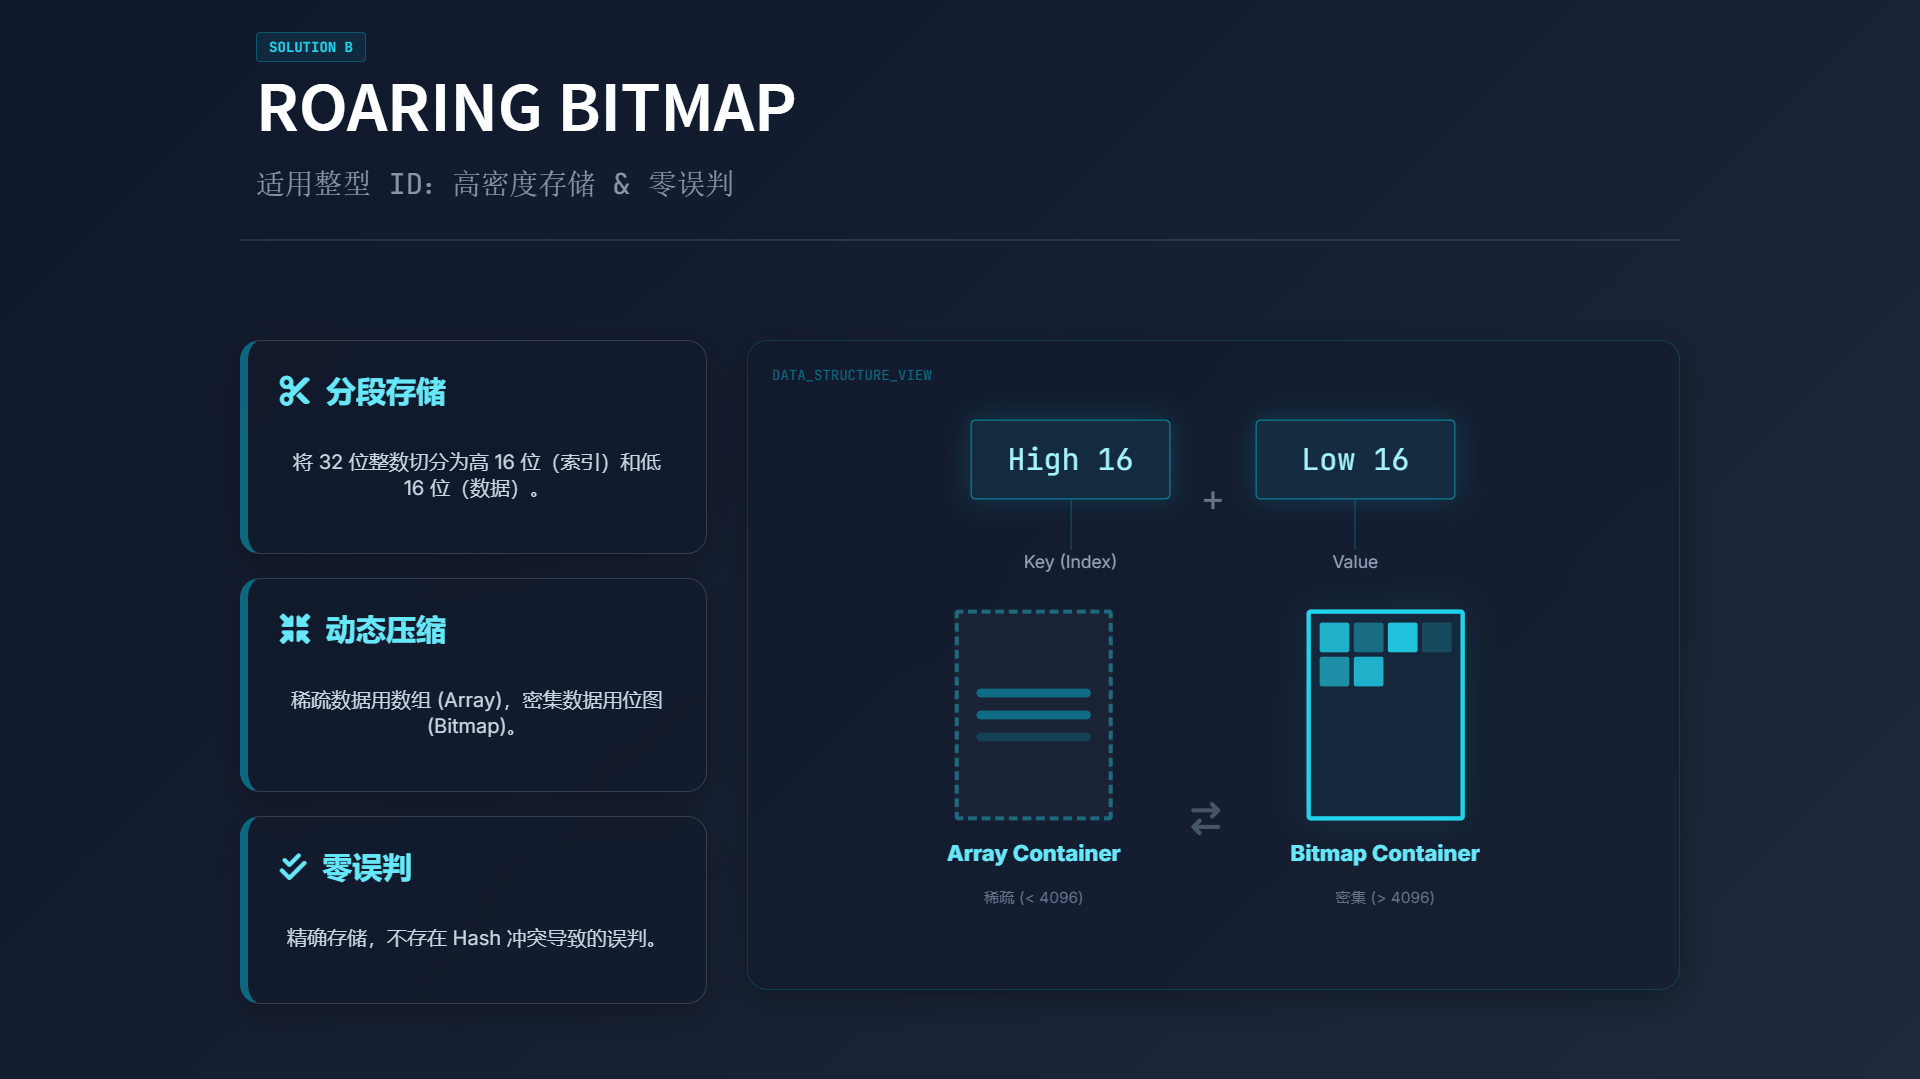 SOLUTION B
ROARING BITMAP
适用整型 ID：高密度存储 & 零误判
分段存储
将 32 位整数切分为高 16 位（索引）和低
16 位（数据）。
动态压缩
稀疏数据用数组 (Array)，密集数据用位图
(Bitmap)。
零误判
精确存储，不存在 Hash 冲突导致的误判。
DATA_STRUCTURE_VIEW
High 16
+
Low 16
Key (Index)
Value
Array Container
稀疏 (< 4096)
Bitmap Container
密集 (> 4096)